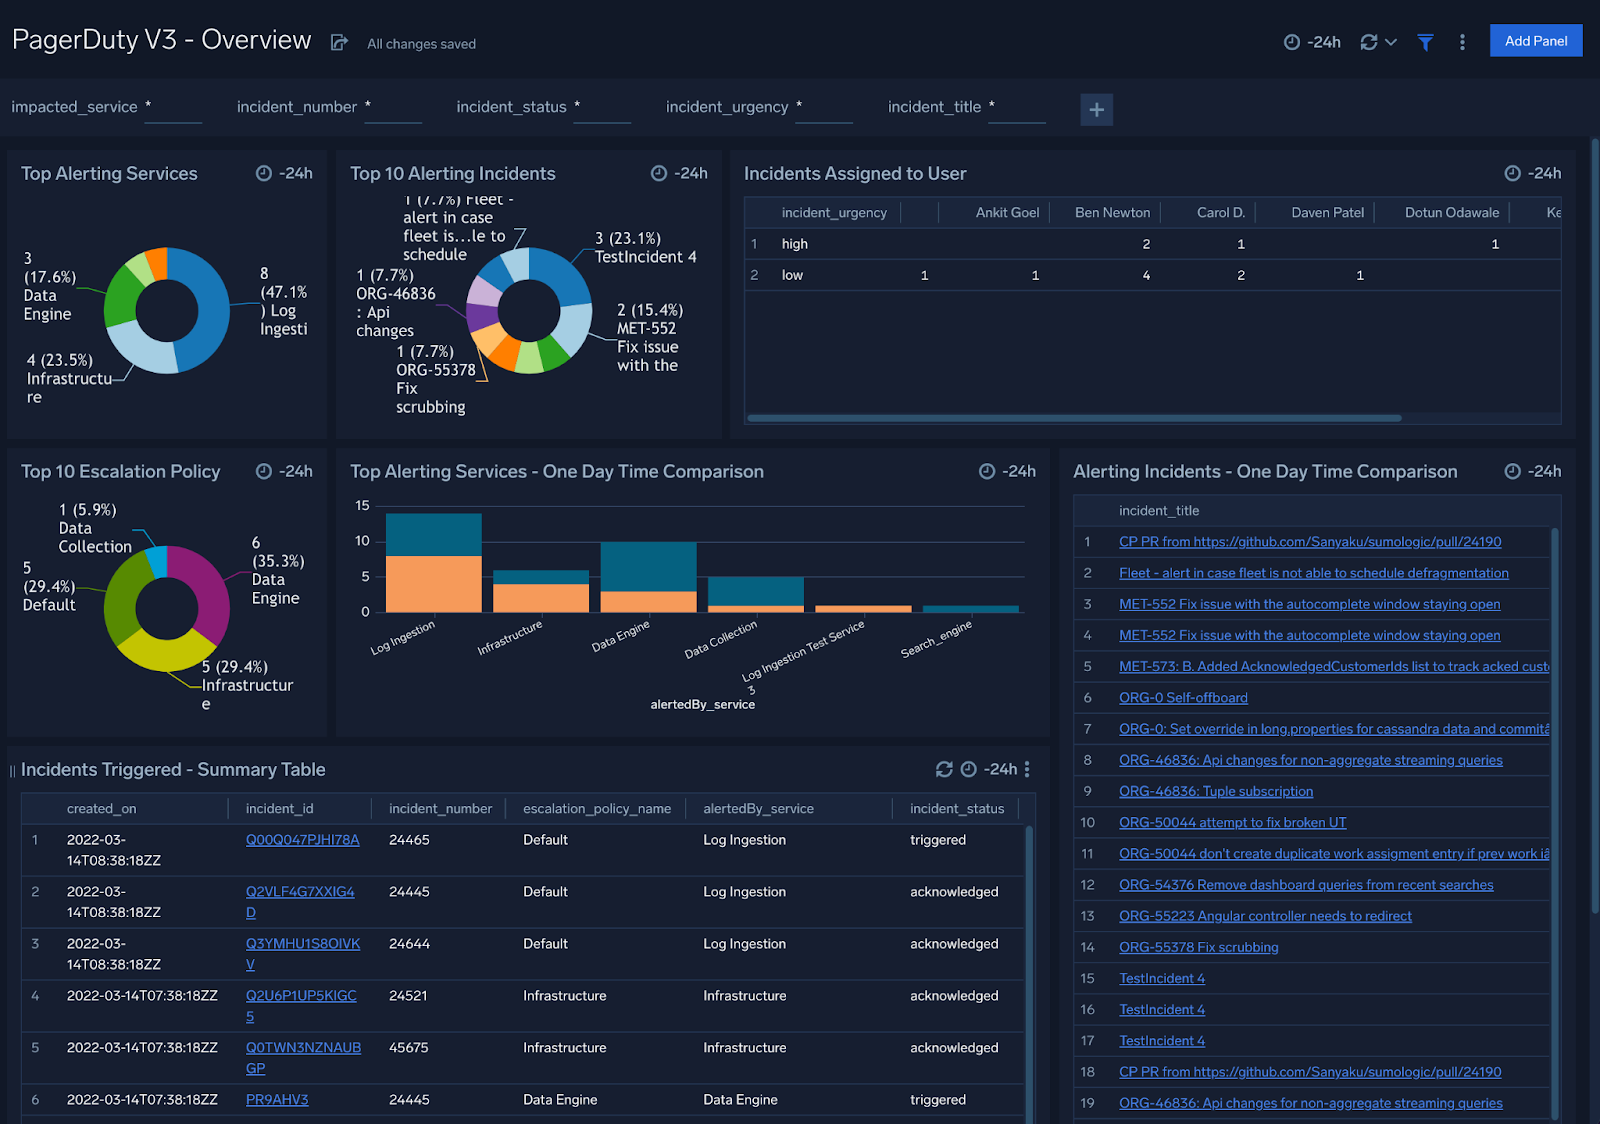 PagerDuty V3 - Overview
All changes saved
-24h
Add Panel
impacted_service *
incident_number *
incident_status *
incident_urgency *
incident_title *
+
Top Alerting Services
-24h
3
(17.6%)
Data
Engine
8
(47.1%
) Log
Ingesti
4 (23.5%)
Infrastructu
re
Top 10 Alerting Incidents
-24h
1 (7.7%) Fleet -
alert in case
fleet is...le to
schedule
3 (23.1%)
TestIncident 4
1 (7.7%)
ORG-46836
: Api
changes
2 (15.4%)
MET-552
Fix issue
with the
1 (7.7%)
ORG-55378
Fix
scrubbing
Incidents Assigned to User
-24h
incident_urgency Ankit Goel Ben Newton Carol D. Daven Patel Dotun Odawale Ke
1 high 2 1 1
2 low 1 1 4 2 1
Top 10 Escalation Policy
-24h
1 (5.9%)
Data
Collection
6
(35.3%)
Data
Engine
5
(29.4%)
Default
5 (29.4%)
Infrastructur
e
Top Alerting Services - One Day Time Comparison
-24h
15
10
5
0
Log Ingestion
Infrastructure
Data Engine
Data Collection
Log Ingestion Test Service
3
Search_engine
alertedBy_service
Alerting Incidents - One Day Time Comparison
-24h
incident_title
1 CP PR from https://github.com/Sanyaku/sumologic/pull/24190
2 Fleet - alert in case fleet is not able to schedule defragmentation
3 MET-552 Fix issue with the autocomplete window staying open
4 MET-552 Fix issue with the autocomplete window staying open
5 MET-573: B. Added AcknowledgedCustomerIds list to track acked cust
6 ORG-0 Self-offboard
7 ORG-0: Set override in long.properties for cassandra data and commitâ
8 ORG-46836: Api changes for non-aggregate streaming queries
9 ORG-46836: Tuple subscription
10 ORG-50044 attempt to fix broken UT
11 ORG-50044 don't create duplicate work assigment entry if prev work iâ
12 ORG-54376 Remove dashboard queries from recent searches
13 ORG-55223 Angular controller needs to redirect
14 ORG-55378 Fix scrubbing
15 TestIncident 4
16 TestIncident 4
17 TestIncident 4
18 CP PR from https://github.com/Sanyaku/sumologic/pull/24190
19 ORG-46836: Api changes for non-aggregate streaming queries
Incidents Triggered - Summary Table
-24h
created_on incident_id incident_number escalation_policy_name alertedBy_service incident_status
1 2022-03- Q00Q047PJHI78A 24465 Default Log Ingestion triggered
14T08:38:18ZZ
2 2022-03- Q2VLF4G7XXIG4 24445 Default Log Ingestion acknowledged
14T08:38:18ZZ D
3 2022-03- Q3YMHU1S8OIVK 24644 Default Log Ingestion acknowledged
14T08:38:18ZZ V
4 2022-03-14T07:38:18ZZ Q2U6P1UP5KIGC 24521 Infrastructure Infrastructure acknowledged
5
5 2022-03-14T07:38:18ZZ Q0TWN3NZNAUB 45675 Infrastructure Infrastructure acknowledged
GP
6 2022-03-14T07:38:18ZZ PR9AHV3 24445 Data Engine Data Engine triggered